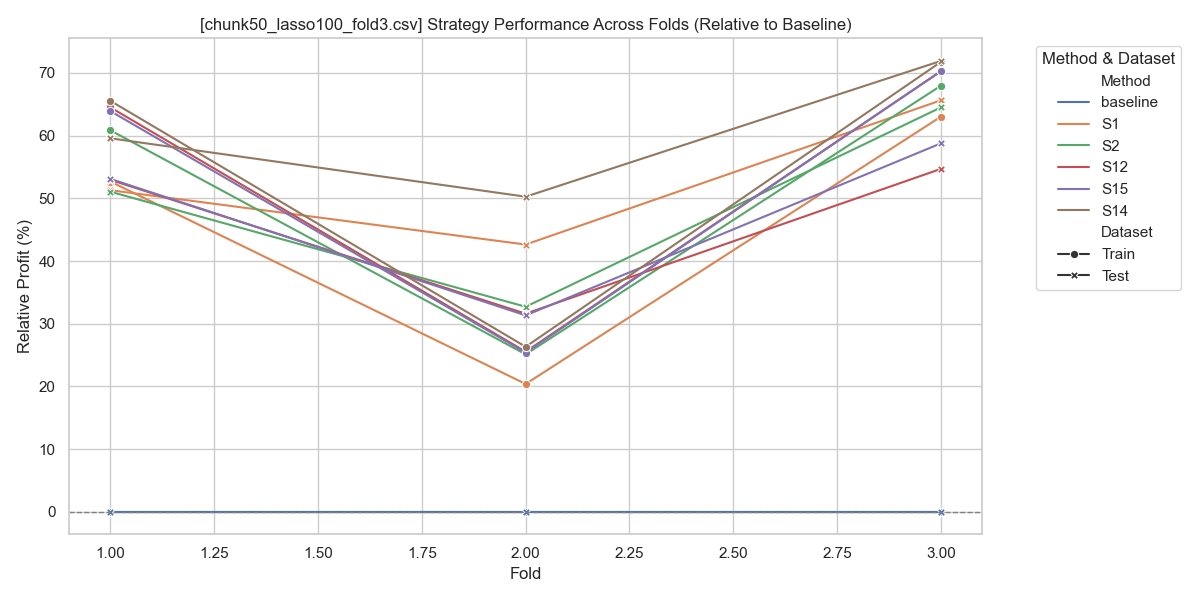 [chunk50_lasso100_fold3.csv] Strategy Performance Across Folds (Relative to Baseline)
Relative Profit (%)
70
60
50
40
30
20
10
0
1.00 1.25 1.50 1.75 2.00 2.25 2.50 2.75 3.00
Fold
Method & Dataset
Method
baseline
S1
S2
S12
S15
S14
Dataset
Train
Test